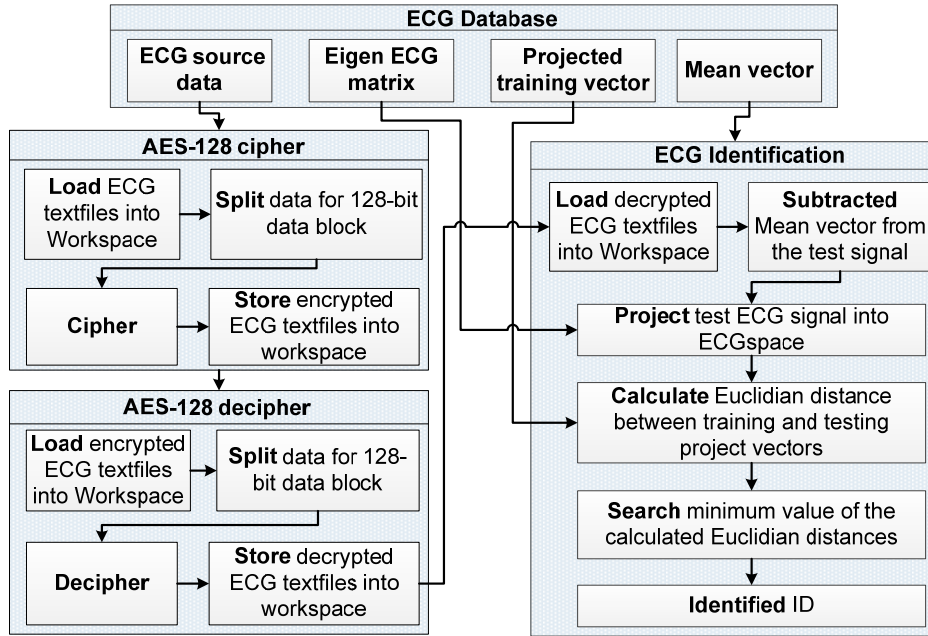 ECG Database
ECG source
data
Eigen ECG
matrix
Projected
training vector
Mean vector
AES-128 cipher
Load ECG
textfiles into
Workspace
Split data for 128-bit
data block
Cipher
Store encrypted
ECG textfiles into
workspace
AES-128 decipher
Load encrypted
ECG textfiles
into Workspace
Split data for 128-
bit data block
Decipher
Store decrypted
ECG textfiles into
workspace
ECG Identification
Load decrypted
ECG textfiles
into Workspace
Subtracted
Mean vector from
the test signal
Project test ECG signal into
ECGspace
Calculate Euclidian distance
between training and testing
project vectors
Search minimum value of the
calculated Euclidian distances
Identified ID